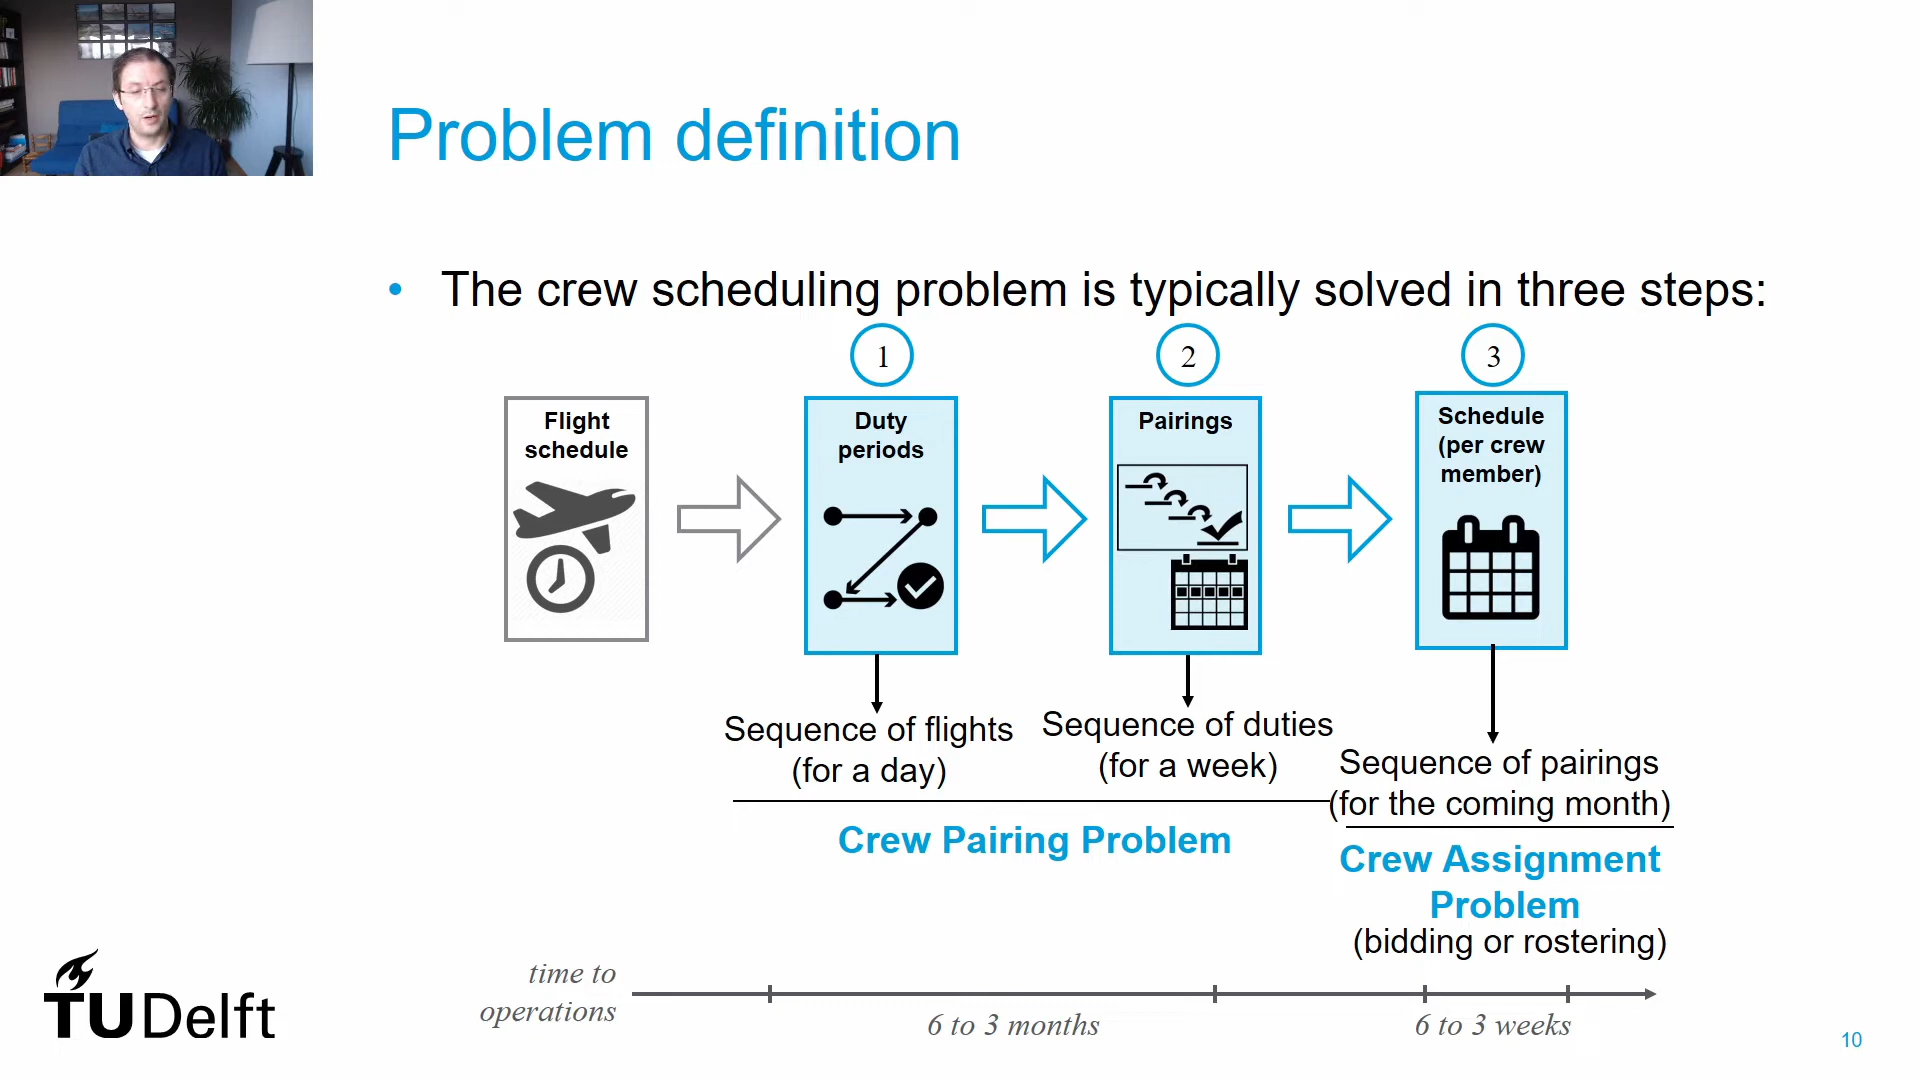 Problem definition
• The crew scheduling problem is typically solved in three steps:
1
2
3
Flight
schedule
Duty
periods
Pairings
Schedule
(per crew
member)
Sequence of flights
(for a day)
Sequence of duties
(for a week)
Sequence of pairings
(for the coming month)
Crew Pairing Problem
Crew Assignment
Problem
(bidding or rostering)
time to
operations
6 to 3 months
6 to 3 weeks
TU Delft
10